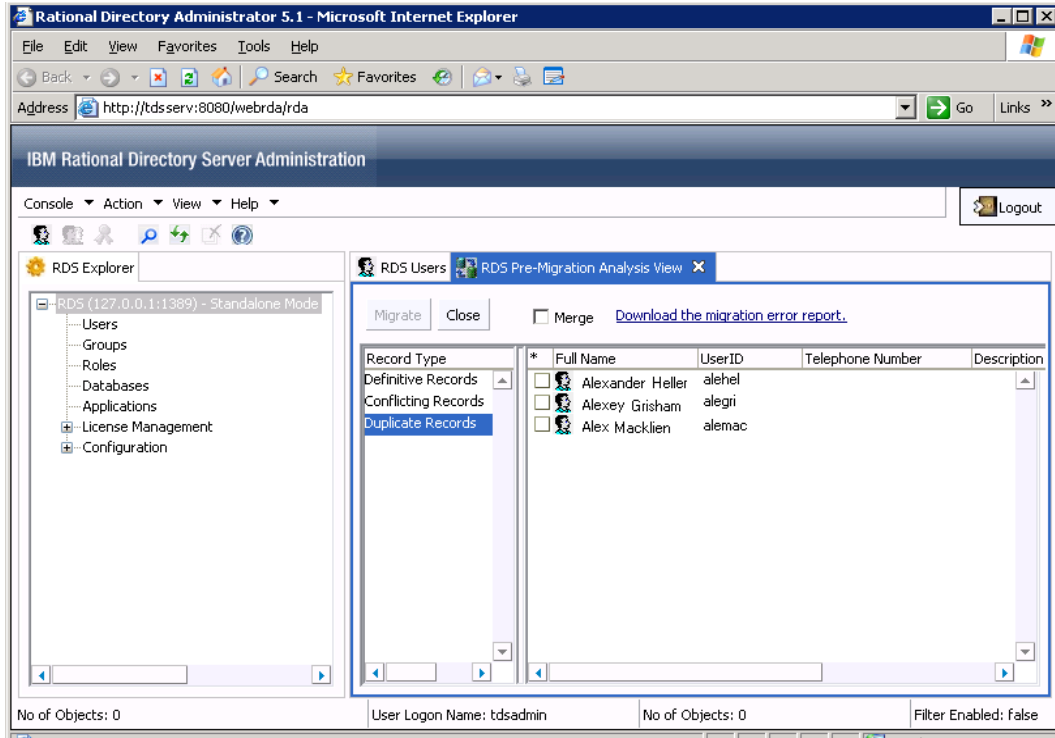 Rational Directory Administrator 5.1 - Microsoft Internet Explorer
File Edit View Favorites Tools Help
Back Search Favorites
Address http://tdsserv:8080/webrda/rda Go Links »
IBM Rational Directory Server Administration
Console Action View Help Logout
RDS Explorer RDS Users RDS Pre-Migration Analysis View
RDS (127.0.0.1:1389) - Standalone Mode
Users
Groups
Roles
Databases
Applications
License Management
Configuration
Migrate Close Merge Download the migration error report.
Record Type
Definitive Records
Conflicting Records
Duplicate Records
* Full Name UserID Telephone Number Description
Alexander Heller alehel
Alexey Grisham alegri
Alex Macklien alemac
No of Objects: 0 User Logon Name: tdsadmin No of Objects: 0 Filter Enabled: false